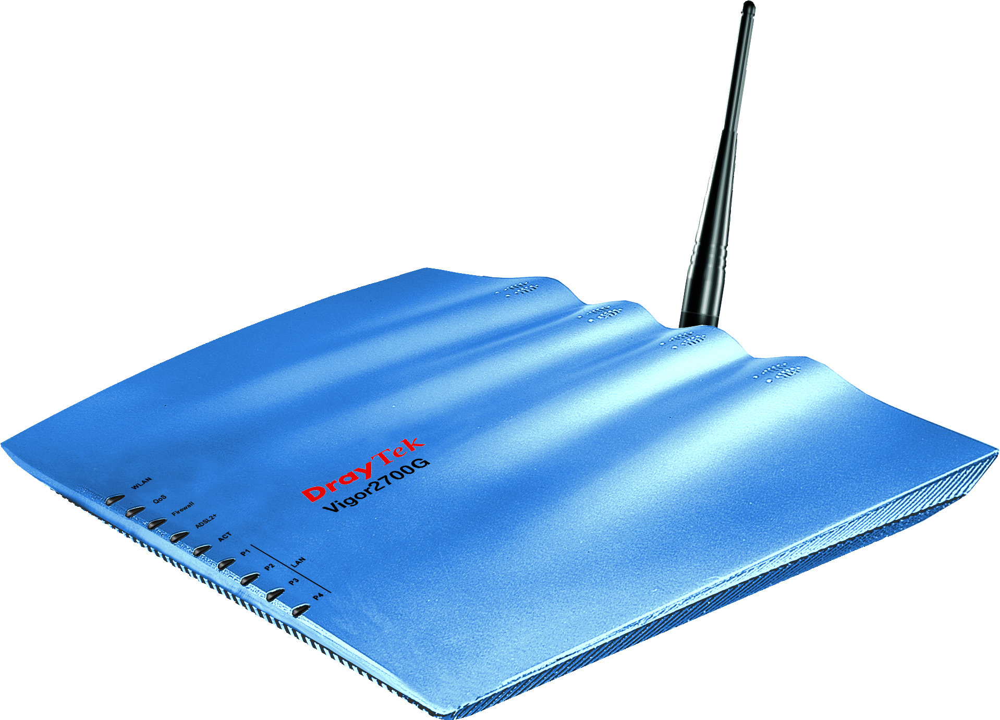 DrayTek
Vigor2700G
WLAN
QoS
Firewall
ADSL2+
ACT
P1
P2
P3
P4
LAN